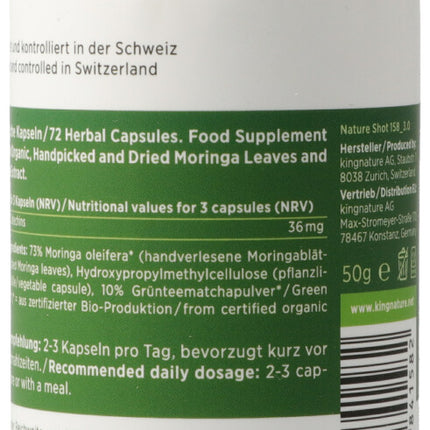 und kontrolliert in der Schweiz
and controlled in Switzerland
Kapseln/72 Herbal Capsules. Food Supplement
Organic, Handpicked and Dried Moringa Leaves and
Extract.
Kapseln (NRV)/Nutritional values for 3 capsules (NRV)
36 mg
73% Moringa oleifera* (handverlesene Moringablät-
Moringa leaves), Hydroxypropylmethylcellulose (pflanzli-
vegetable capsule), 10% Grünteematchapulver*/Green
= aus zertifizierter Bio-Produktion/from certified organic
2-3 Kapseln pro Tag, bevorzugt kurz vor
Recommended daily dosage: 2-3 cap-
or with a meal.
Nature Shot 158_3.0
Hersteller/Produced by:
kingnature AG,
8038 Zurich, Switzerland
Vertrieb/Distribution
kingnature AG
Max-Stromeyer-Straße
78467 Konstanz, Germany
50g e
www.kingnature.net
841582